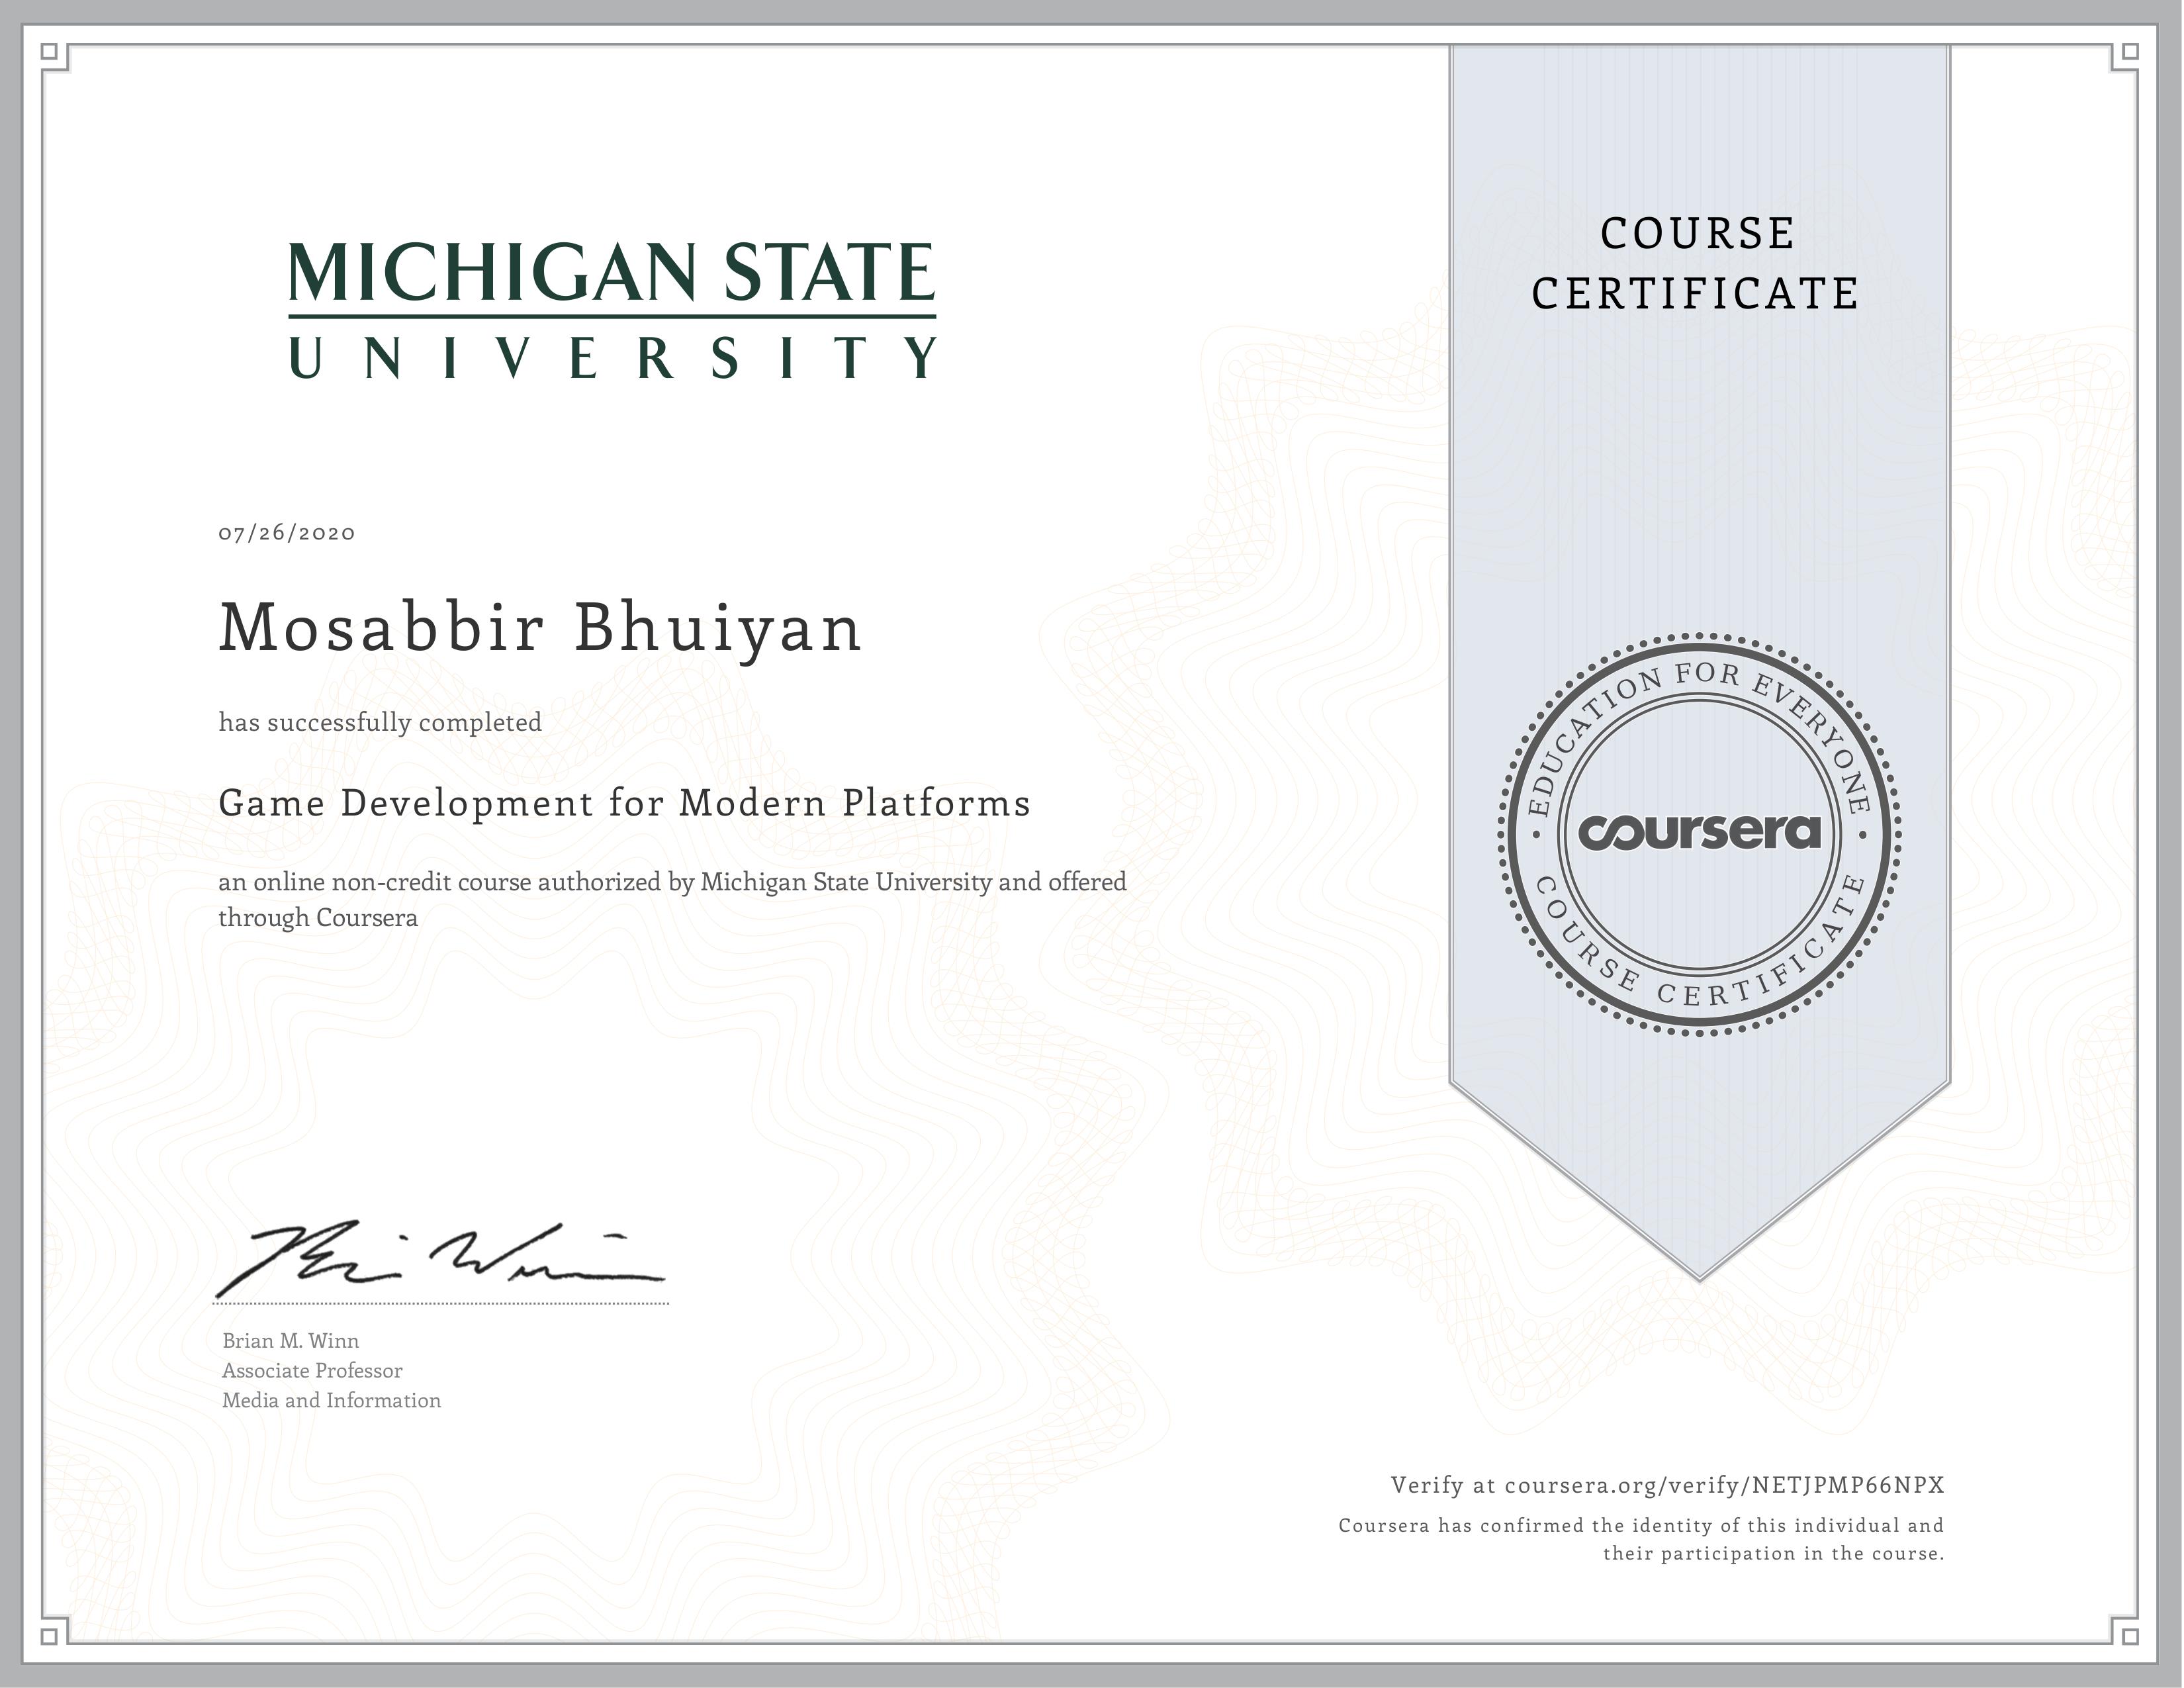 MICHIGAN STATE
UNIVERSITY
07/26/2020
Mosabbir Bhuiyan
has successfully completed
Game Development for Modern Platforms
an online non-credit course authorized by Michigan State University and offered
through Coursera
Brian M. Winn
Associate Professor
Media and Information
COURSE
CERTIFICATE
EDUCATION FOR EVERYONE
coursera
COURSE CERTIFICATE
Verify at coursera.org/verify/NETJPMP66NPX
Coursera has confirmed the identity of this individual and
their participation in the course.